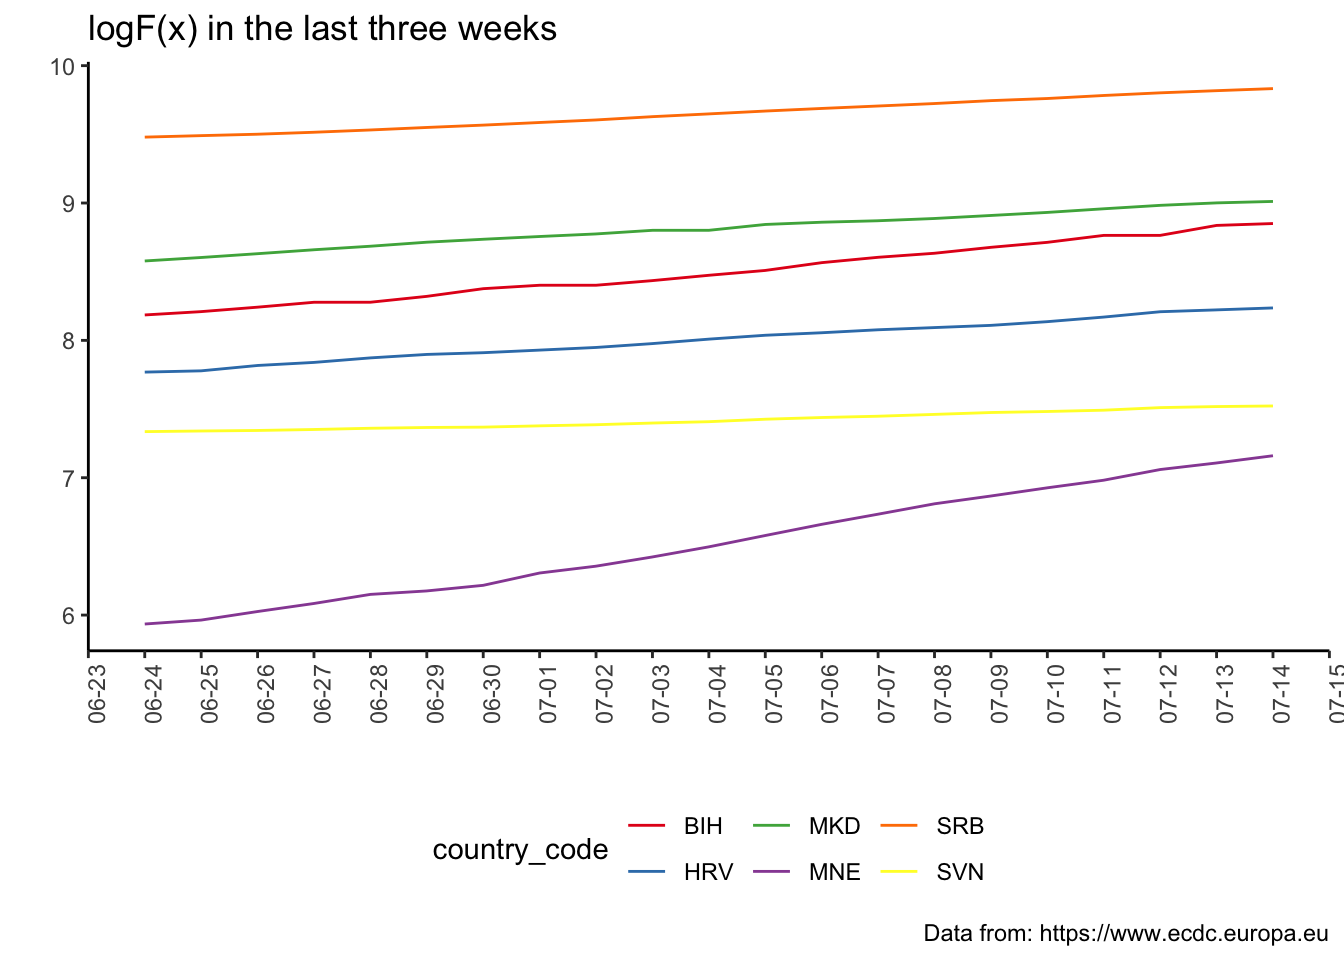 logF(x) in the last three weeks
10
9
8
7
6
06-23 06-24 06-25 06-26 06-27 06-28 06-29 06-30 07-01 07-02 07-03 07-04 07-05 07-06 07-07 07-08 07-09 07-10 07-11 07-12 07-13 07-14 07-15
country_code
BIH MKD SRB
HRV MNE SVN
Data from: https://www.ecdc.europa.eu